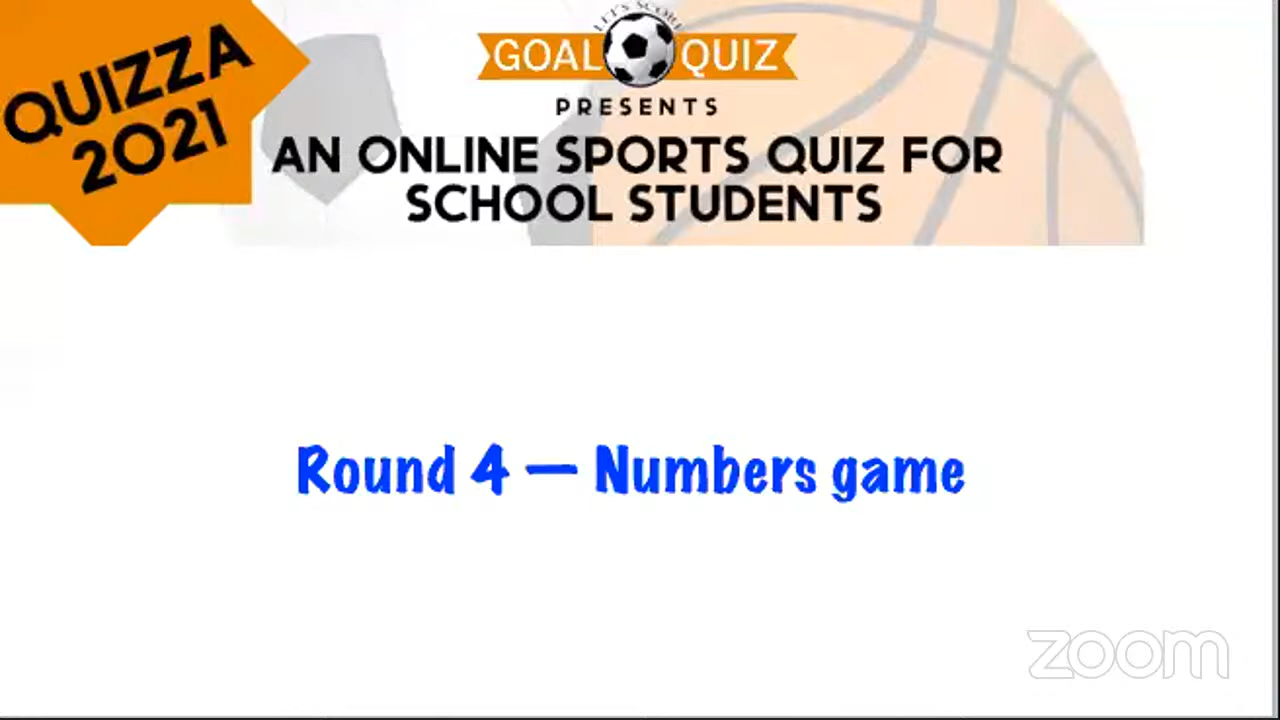 QUIZZA
2021
LET'S SCORE
GOAL QUIZ
PRESENTS
AN ONLINE SPORTS QUIZ FOR
SCHOOL STUDENTS
Round 4 — Numbers game
zoom